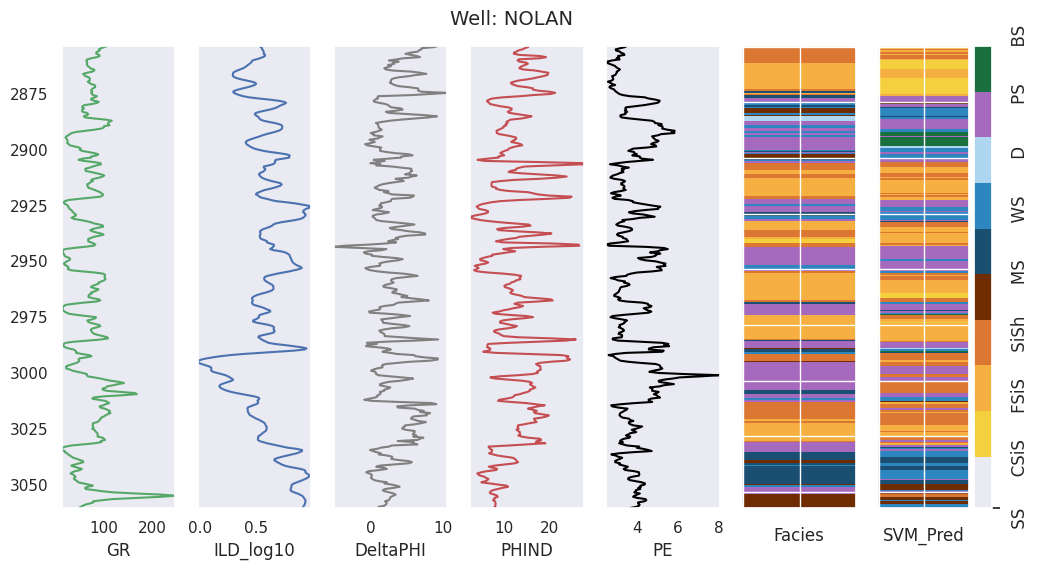 Well: NOLAN
2875
2900
2925
2950
2975
3000
3025
3050
100 200
GR
0.0 0.5
ILD_log10
0 10
DeltaPHI
10 20
PHIND
4 6 8
PE
Facies
SVM_Pred
SS CSiS FSiS SiSh MS WS D PS BS